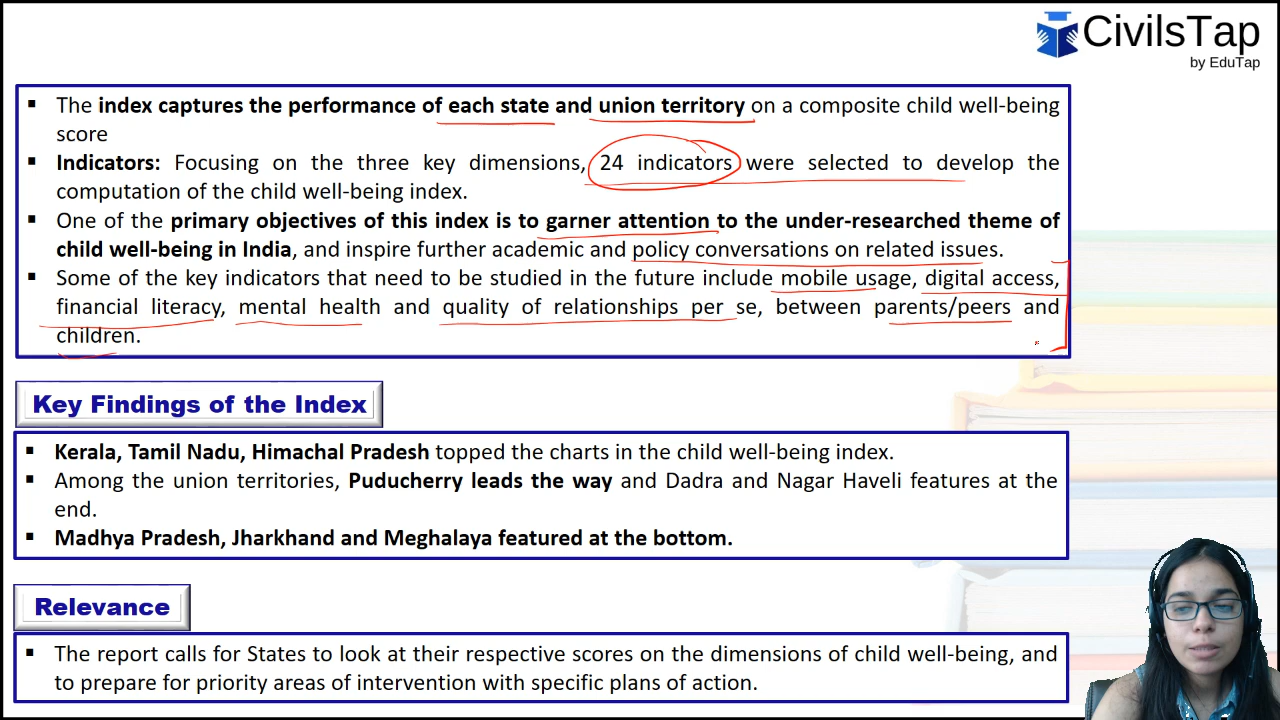 CivilsTap
by EduTap
▪ The index captures the performance of each state and union territory on a composite child well-being
score
▪ Indicators: Focusing on the three key dimensions, 24 indicators were selected to develop the
computation of the child well-being index.
▪ One of the primary objectives of this index is to garner attention to the under-researched theme of
child well-being in India, and inspire further academic and policy conversations on related issues.
▪ Some of the key indicators that need to be studied in the future include mobile usage, digital access,
financial literacy, mental health and quality of relationships per se, between parents/peers and
children.
Key Findings of the Index
▪ Kerala, Tamil Nadu, Himachal Pradesh topped the charts in the child well-being index.
▪ Among the union territories, Puducherry leads the way and Dadra and Nagar Haveli features at the
end.
▪ Madhya Pradesh, Jharkhand and Meghalaya featured at the bottom.
Relevance
▪ The report calls for States to look at their respective scores on the dimensions of child well-being, and
to prepare for priority areas of intervention with specific plans of action.